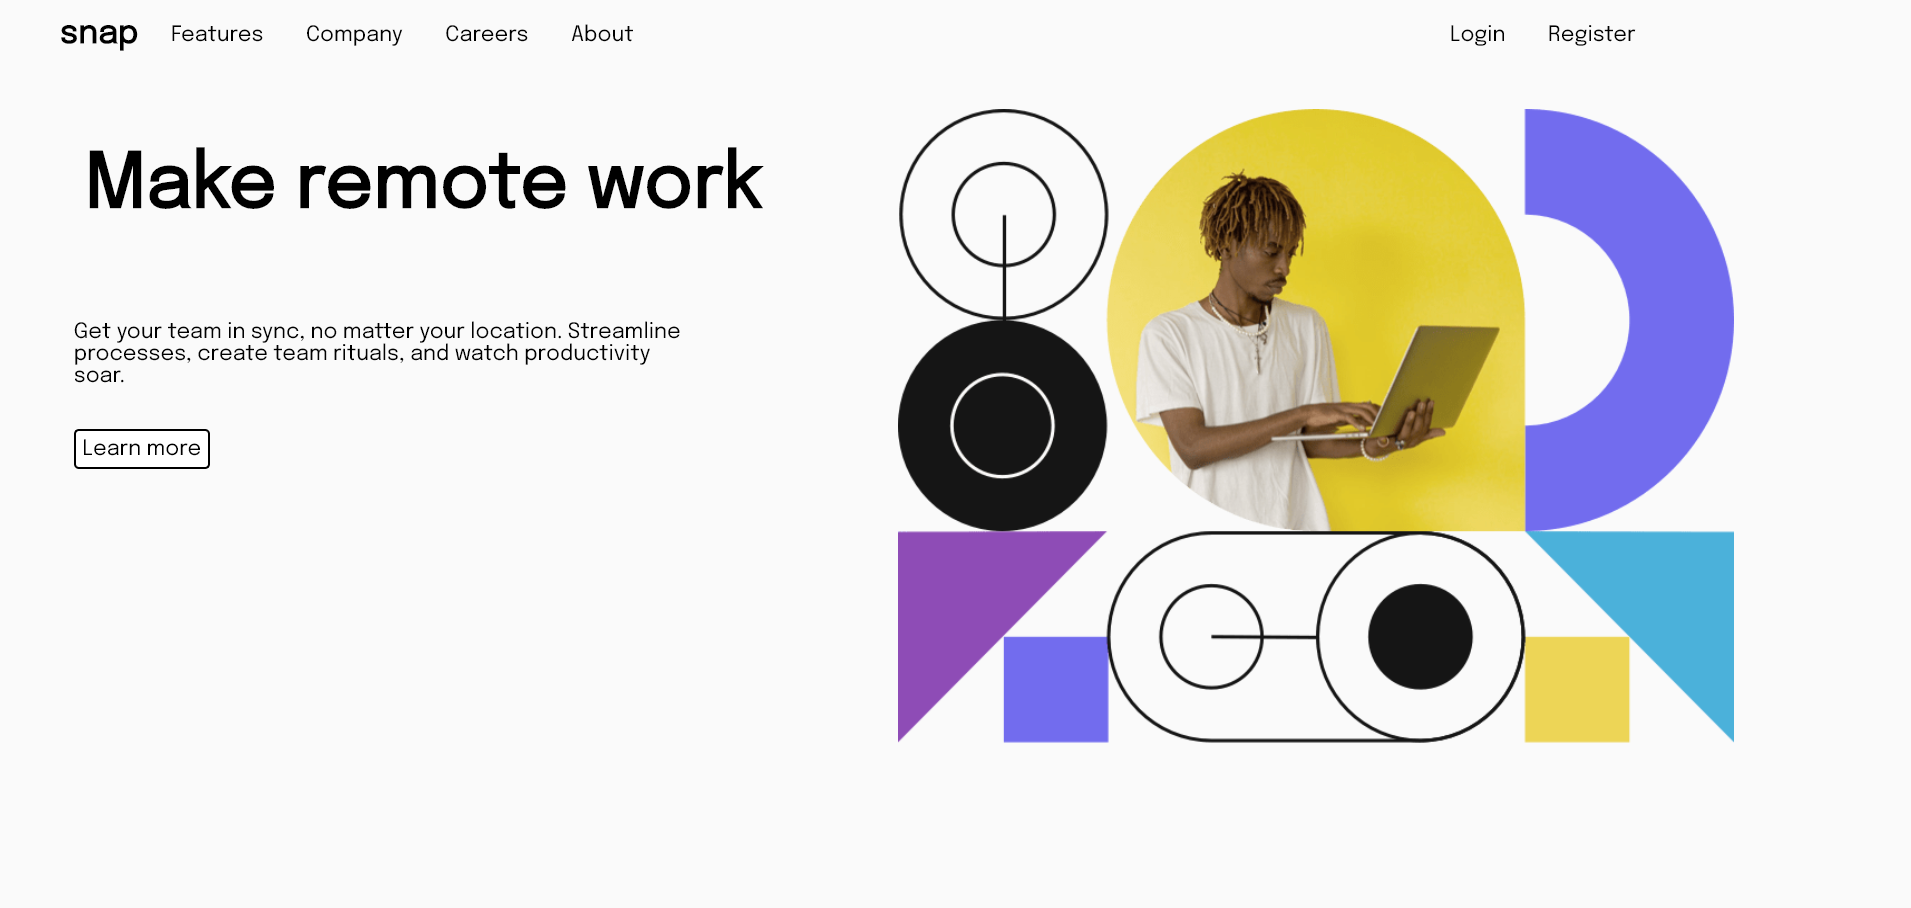 snap Features Company Careers About Login Register
Make remote work
Get your team in sync, no matter your location. Streamline
processes, create team rituals, and watch productivity
soar.
Learn more